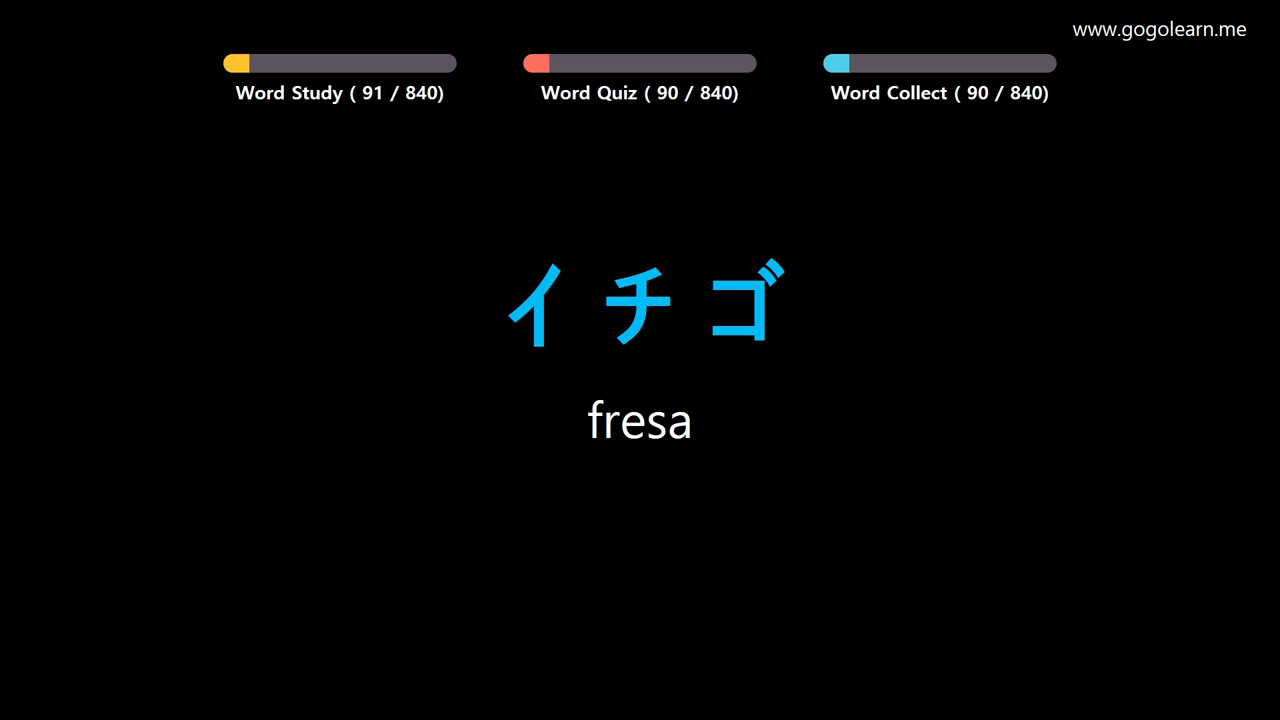 www.gogolearn.me
Word Study ( 91 / 840)
Word Quiz ( 90 / 840)
Word Collect ( 90 / 840)
イチゴ
fresa